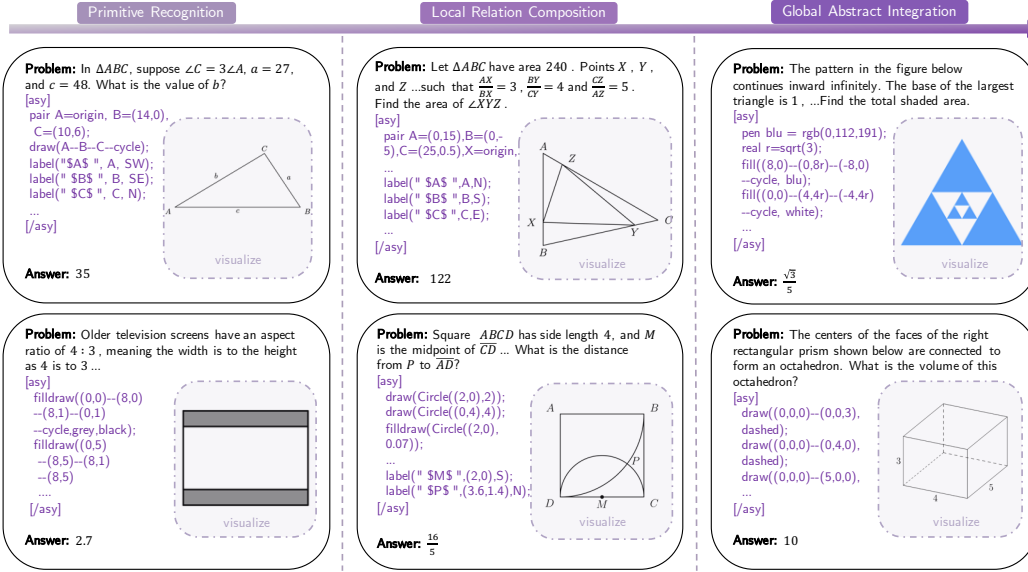 Primitive Recognition
Local Relation Composition
Global Abstract Integration
Problem: In ΔABC, suppose ∠C = 3∠A, a = 27,
and c = 48. What is the value of b?
[asy]
pair A=origin, B=(14,0),
C=(10,6);
draw(A--B--C--cycle);
label("$A$ ", A, SW);
label(" $B$ ", B, SE);
label(" $C$ ", C, N);
...
[/asy]
C
b
a
A
c
B
visualize
Answer: 35
Problem: Let ΔABC have area 240 . Points X , Y ,
and Z ...such that AX/BX = 3 , BY/CY = 4 and CZ/AZ = 5 .
Find the area of ∠XYZ .
[asy]
pair A=(0,15),B=(0,-
5),C=(25,0.5),X=origin,
...
label(" $A$ ",A,N);
label(" $B$ ",B,S);
label(" $C$ ",C,E);
...
[/asy]
A
Z
X
C
Y
B
visualize
Answer: 122
Problem: The pattern in the figure below
continues inward infinitely. The base of the largest
triangle is 1 , ...Find the total shaded area.
[asy]
pen blu = rgb(0,112,191);
real r=sqrt(3);
fill((8,0)--(0,8r)--(-8,0)
--cycle, blu);
fill((0,0)--(4,4r)--(-4,4r)
--cycle, white);
...
[/asy]
visualize
Answer: √3/5
Problem: Older television screens have an aspect
ratio of 4 : 3 , meaning the width is to the height
as 4 is to 3 ...
[asy]
filldraw((0,0)--(8,0)
--(8,1)--(0,1)
--cycle,grey,black);
filldraw((0,5)
--(8,5)--(8,1)
--(8,5)
....
[/asy]
visualize
Answer: 2.7
Problem: Square ABCD has side length 4, and M
is the midpoint of CD ... What is the distance
from P to AD?
[asy]
draw(Circle((2,0),2));
draw(Circle((0,4),4));
filldraw(Circle((2,0),
0.07));
...
label(" $M$ ",(2,0),S);
label(" $P$ ",(3.6,1.4),N);
[/asy]
A
B
P
D
M
C
visualize
Answer: 16/5
Problem: The centers of the faces of the right
rectangular prism shown below are connected to
form an octahedron. What is the volume of this
octahedron?
[asy]
draw((0,0,0)--(0,0,3),
dashed);
draw((0,0,0)--(0,4,0),
dashed);
draw((0,0,0)--(5,0,0),
...
[/asy]
3
4
5
visualize
Answer: 10